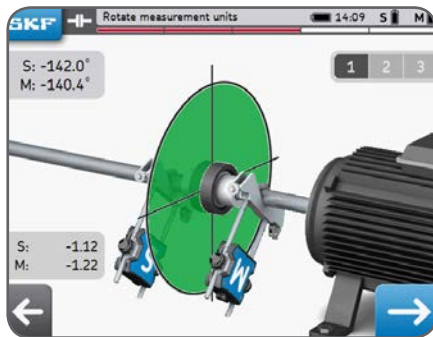 SKF Rotate measurement units 14:09 S M
S: -142.0°
M: -140.4°
1 2 3
S M
S: -1.12
M: -1.22